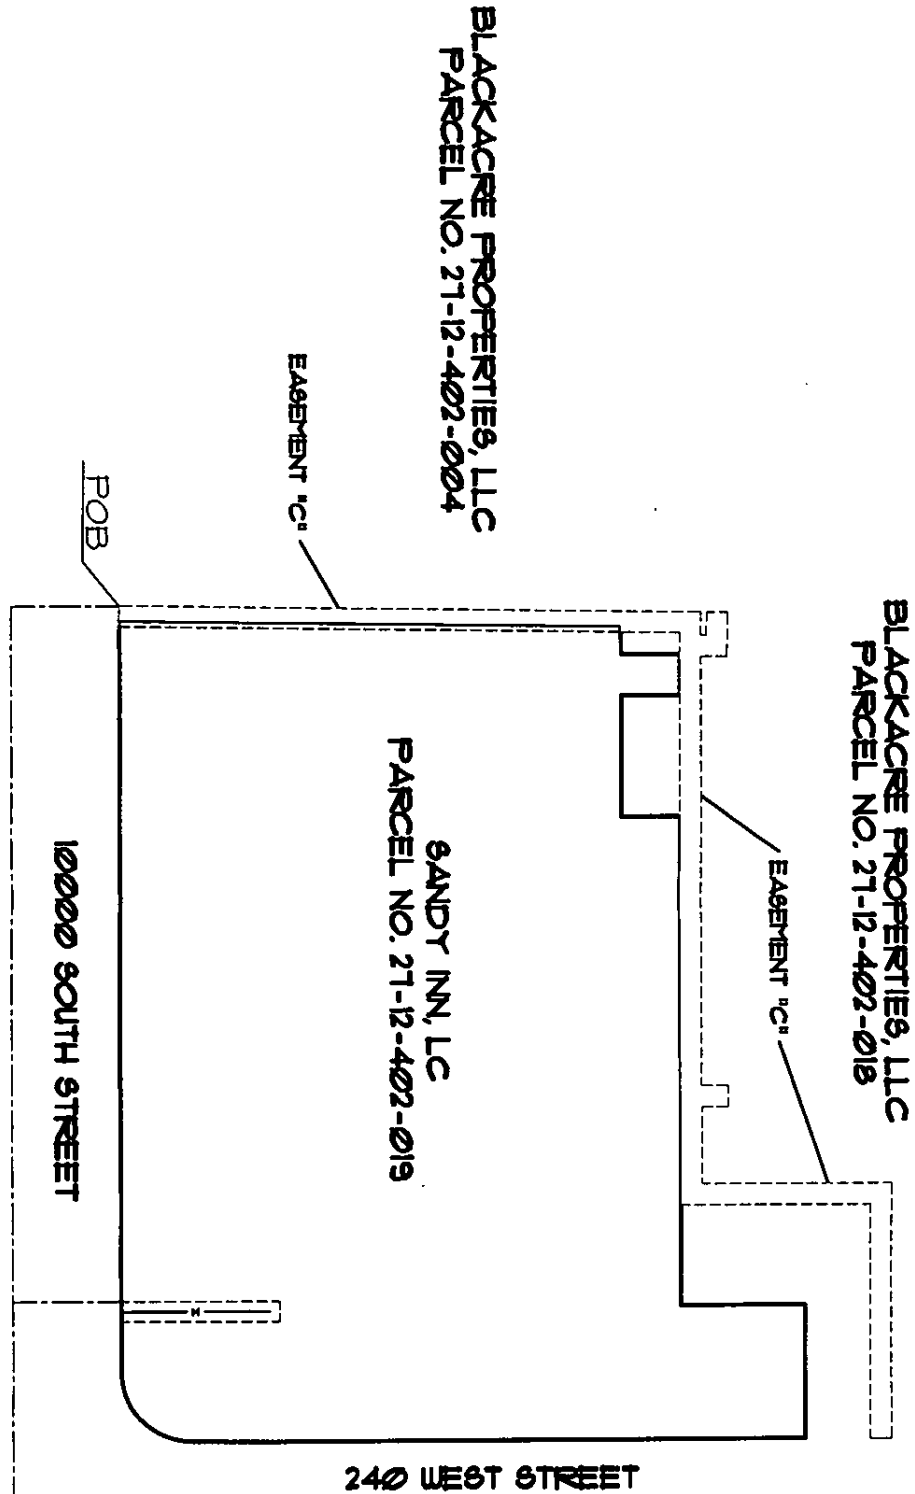 BLACKACRE PROPERTIES, LLC
PARCEL NO. 27-12-402-004
BLACKACRE PROPERTIES, LLC
PARCEL NO. 27-12-402-018
EASEMENT "C"
EASEMENT "C"
POB
SANDY INN, LC
PARCEL NO. 27-12-402-019
10000 SOUTH STREET
240 WEST STREET